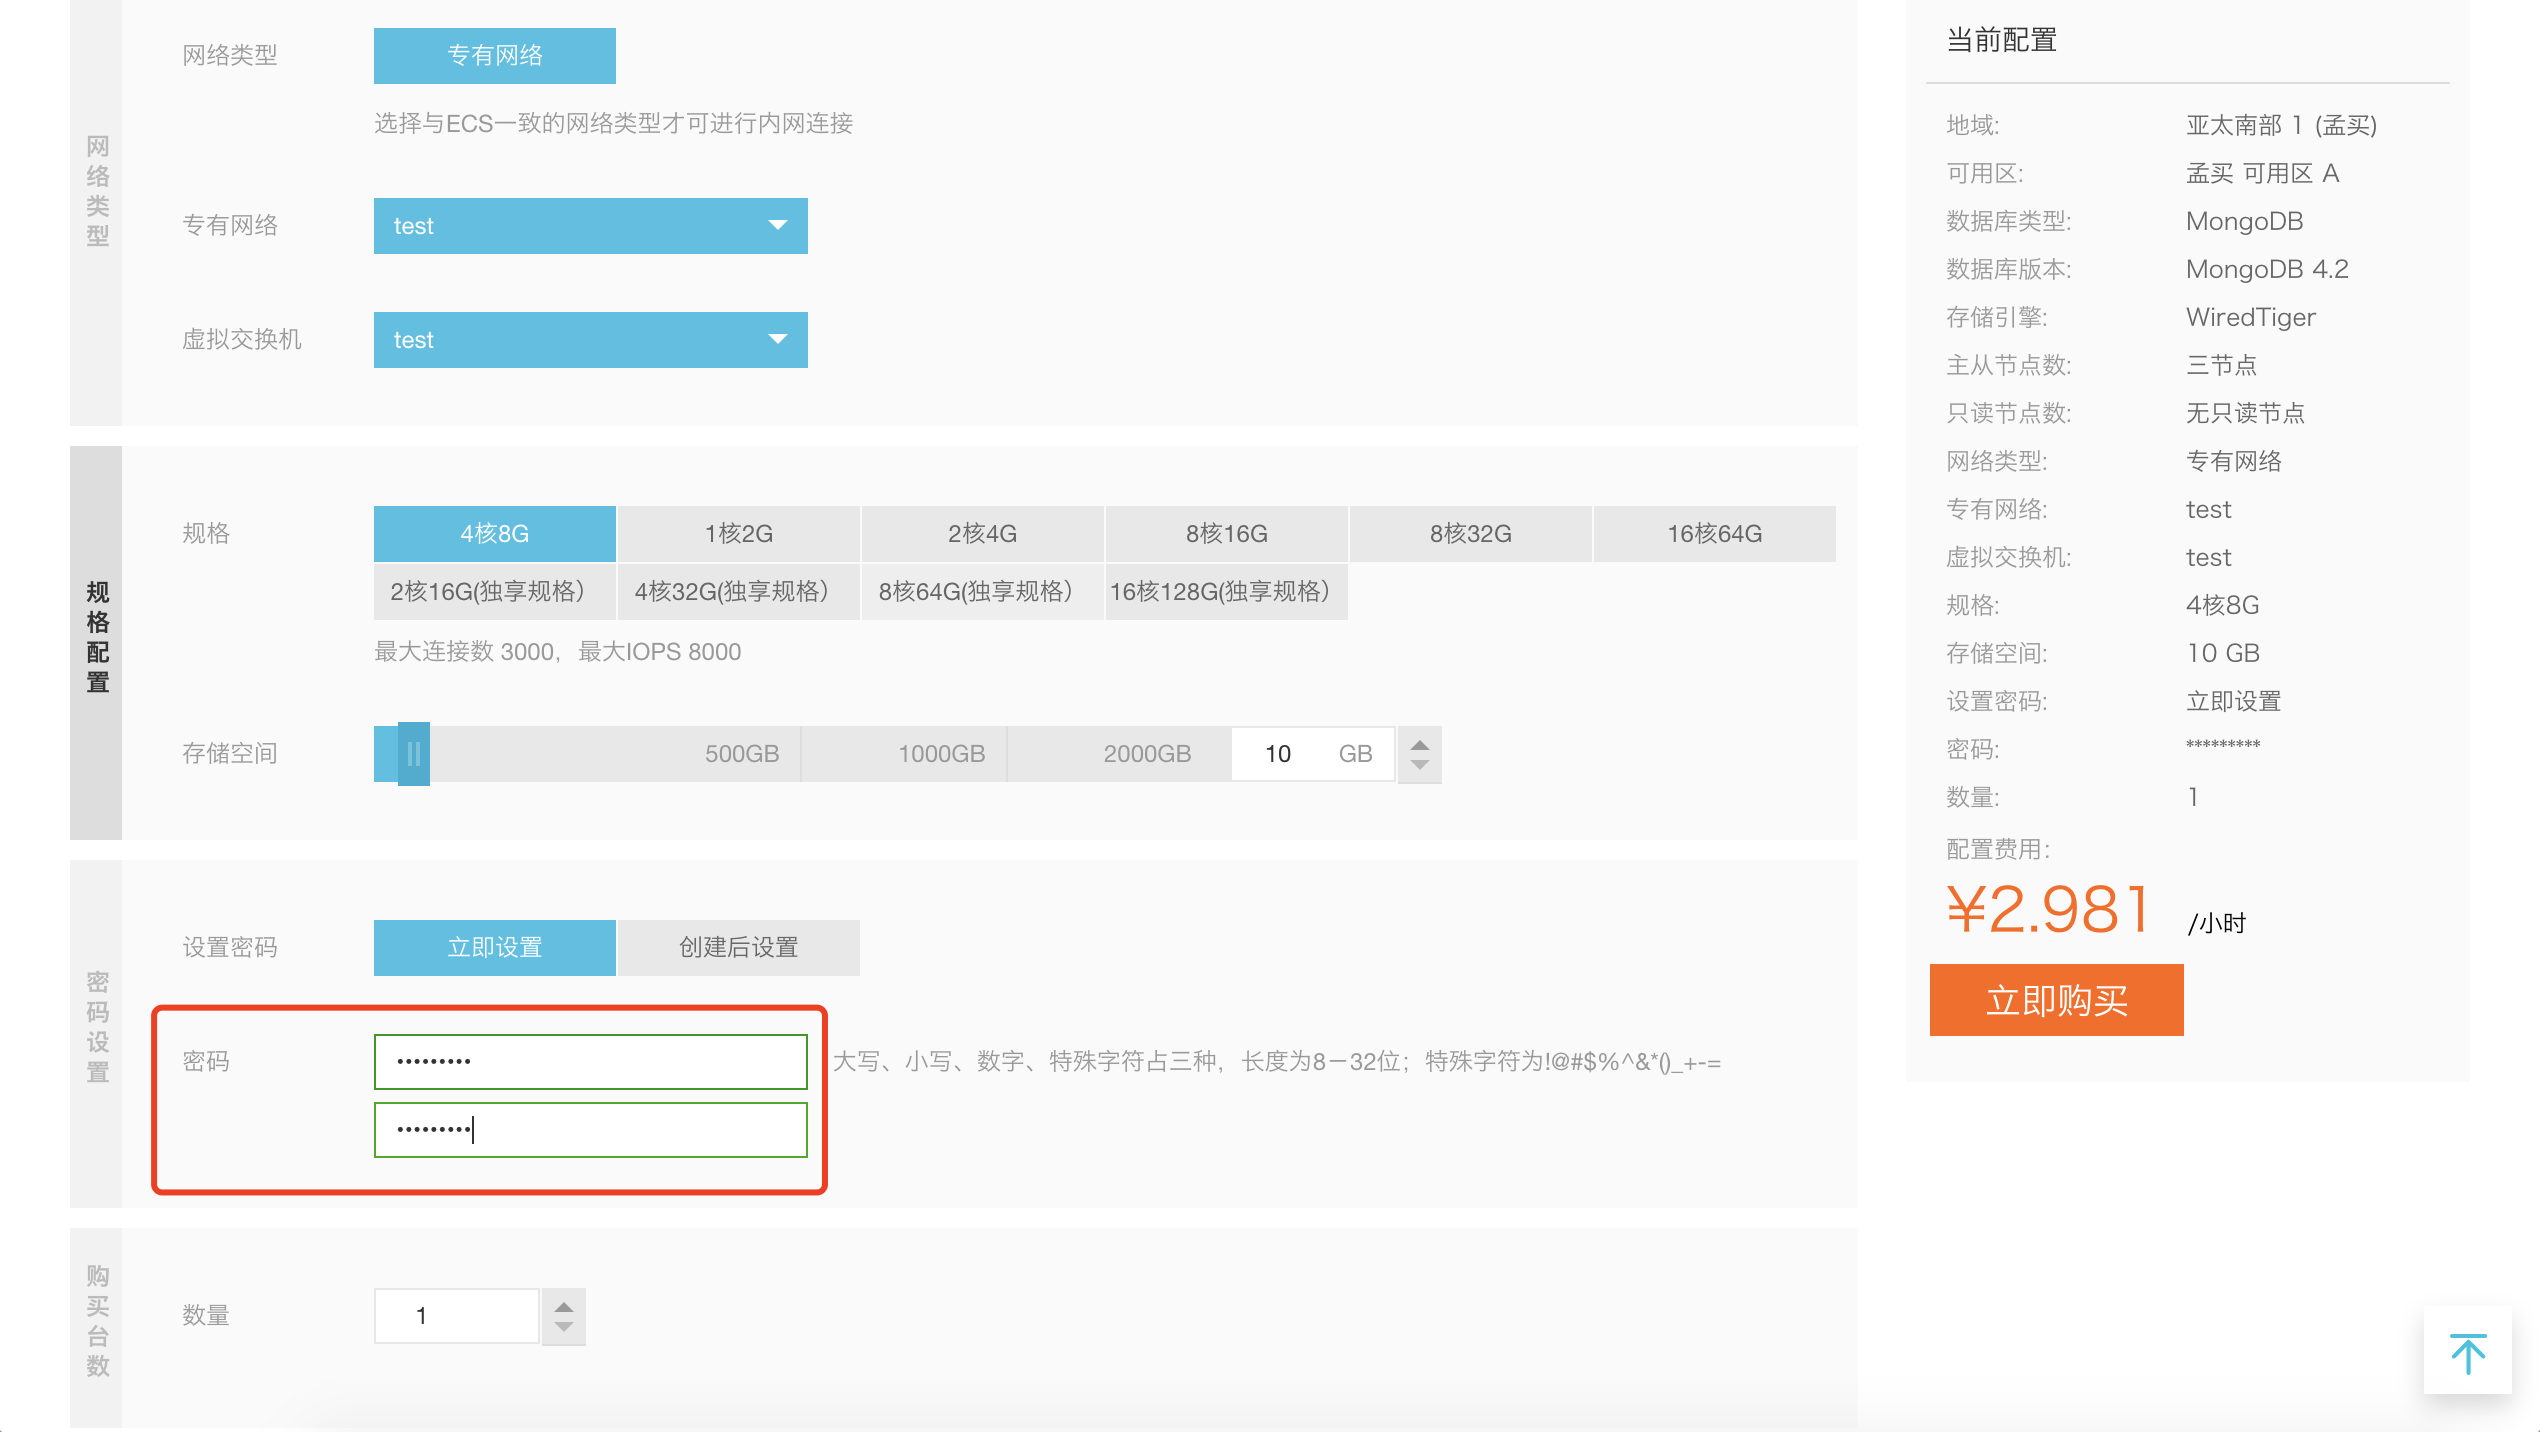 网络类型
网络类型
专有网络
选择与ECS一致的网络类型才可进行内网连接
专有网络
test
虚拟交换机
test
规格配置
规格
4核8G
1核2G
2核4G
8核16G
8核32G
16核64G
2核16G(独享规格）
4核32G(独享规格）
8核64G(独享规格）
16核128G(独享规格）
最大连接数 3000，最大IOPS 8000
存储空间
500GB
1000GB
2000GB
10 GB
密码设置
设置密码
立即设置
创建后设置
密码
•••••••••
大写、小写、数字、特殊字符占三种，长度为8－32位；特殊字符为!@#$%^&*()_+-=
•••••••••
购买台数
数量
1
当前配置
地域: 亚太南部 1 (孟买)
可用区: 孟买 可用区 A
数据库类型: MongoDB
数据库版本: MongoDB 4.2
存储引擎: WiredTiger
主从节点数: 三节点
只读节点数: 无只读节点
网络类型: 专有网络
专有网络: test
虚拟交换机: test
规格: 4核8G
存储空间: 10 GB
设置密码: 立即设置
密码: *********
数量: 1
配置费用:
¥2.981 /小时
立即购买